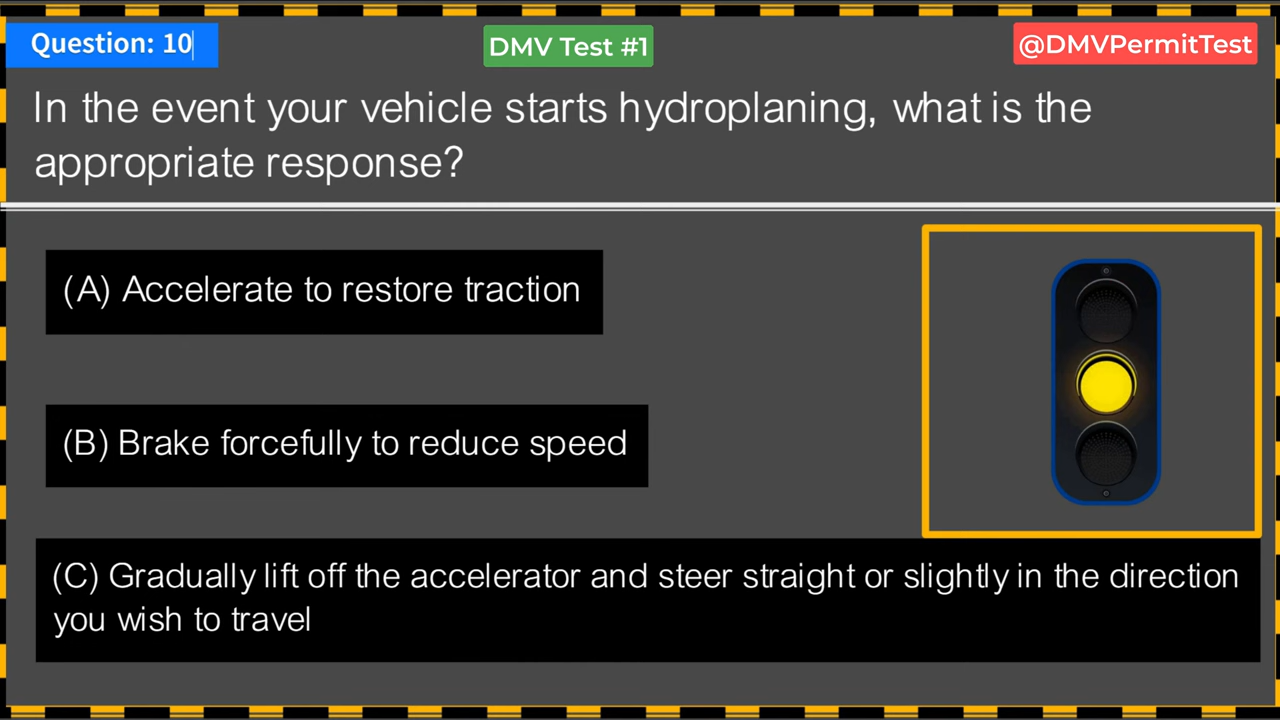 Question: 10
DMV Test #1
@DMVPermitTest
In the event your vehicle starts hydroplaning, what is the
appropriate response?
(A) Accelerate to restore traction
(B) Brake forcefully to reduce speed
(C) Gradually lift off the accelerator and steer straight or slightly in the direction
you wish to travel